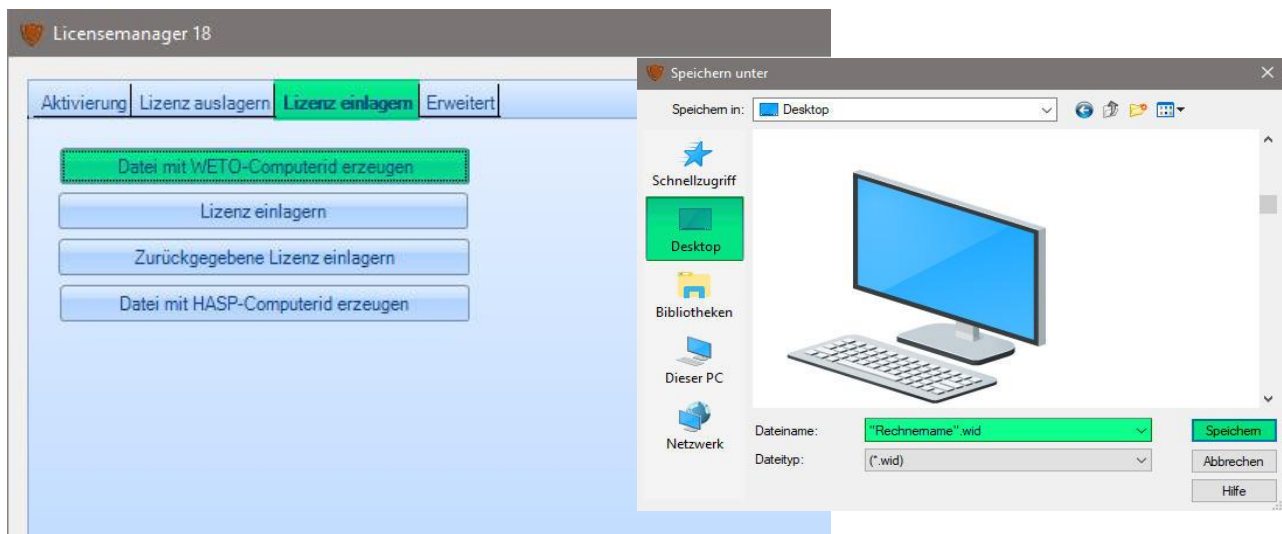 Licensemanager 18
Aktivierung Lizenz auslagern Lizenz einlagern Erweitert
Datei mit WETO-Computerid erzeugen
Lizenz einlagern
Zurückgegebene Lizenz einlagern
Datei mit HASP-Computerid erzeugen
Speichern unter
Speichern in: Desktop
Schnellzugriff
Desktop
Bibliotheken
Dieser PC
Netzwerk
Dateiname: "Rechnername".wid Speichern
Dateityp: (*.wid) Abbrechen
Hilfe